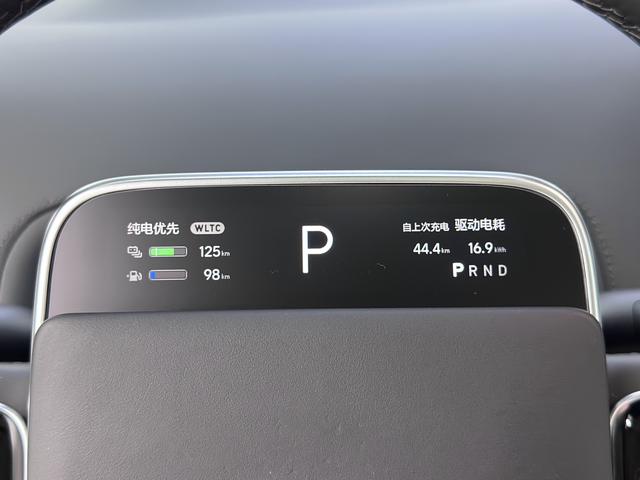 纯电优先 WLTC
125km
98km
P
自上次充电 驱动电耗
44.4km 16.9kWh
PRND